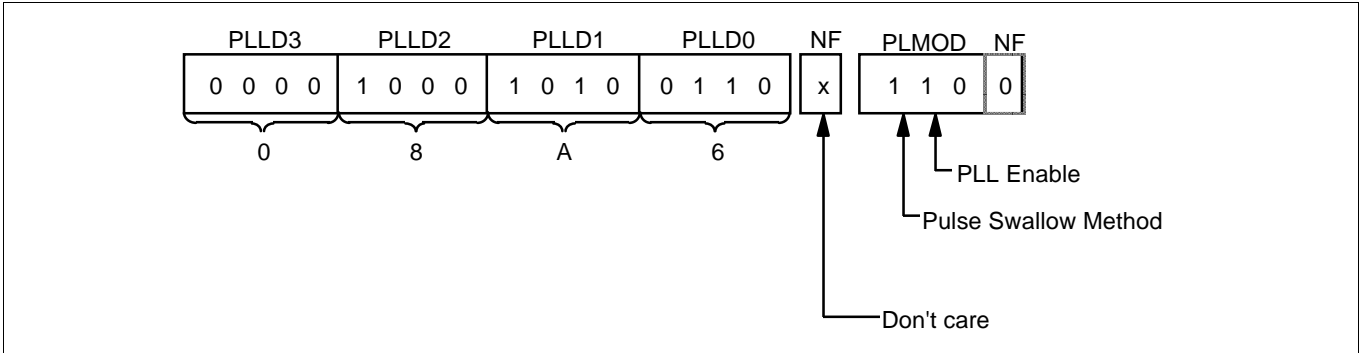 PLLD3 PLLD2 PLLD1 PLLD0 NF PLMOD NF
0 0 0 0 1 0 0 0 1 0 1 0 0 1 1 0 x 1 1 0 0
0 8 A 6
PLL Enable
Pulse Swallow Method
Don't care